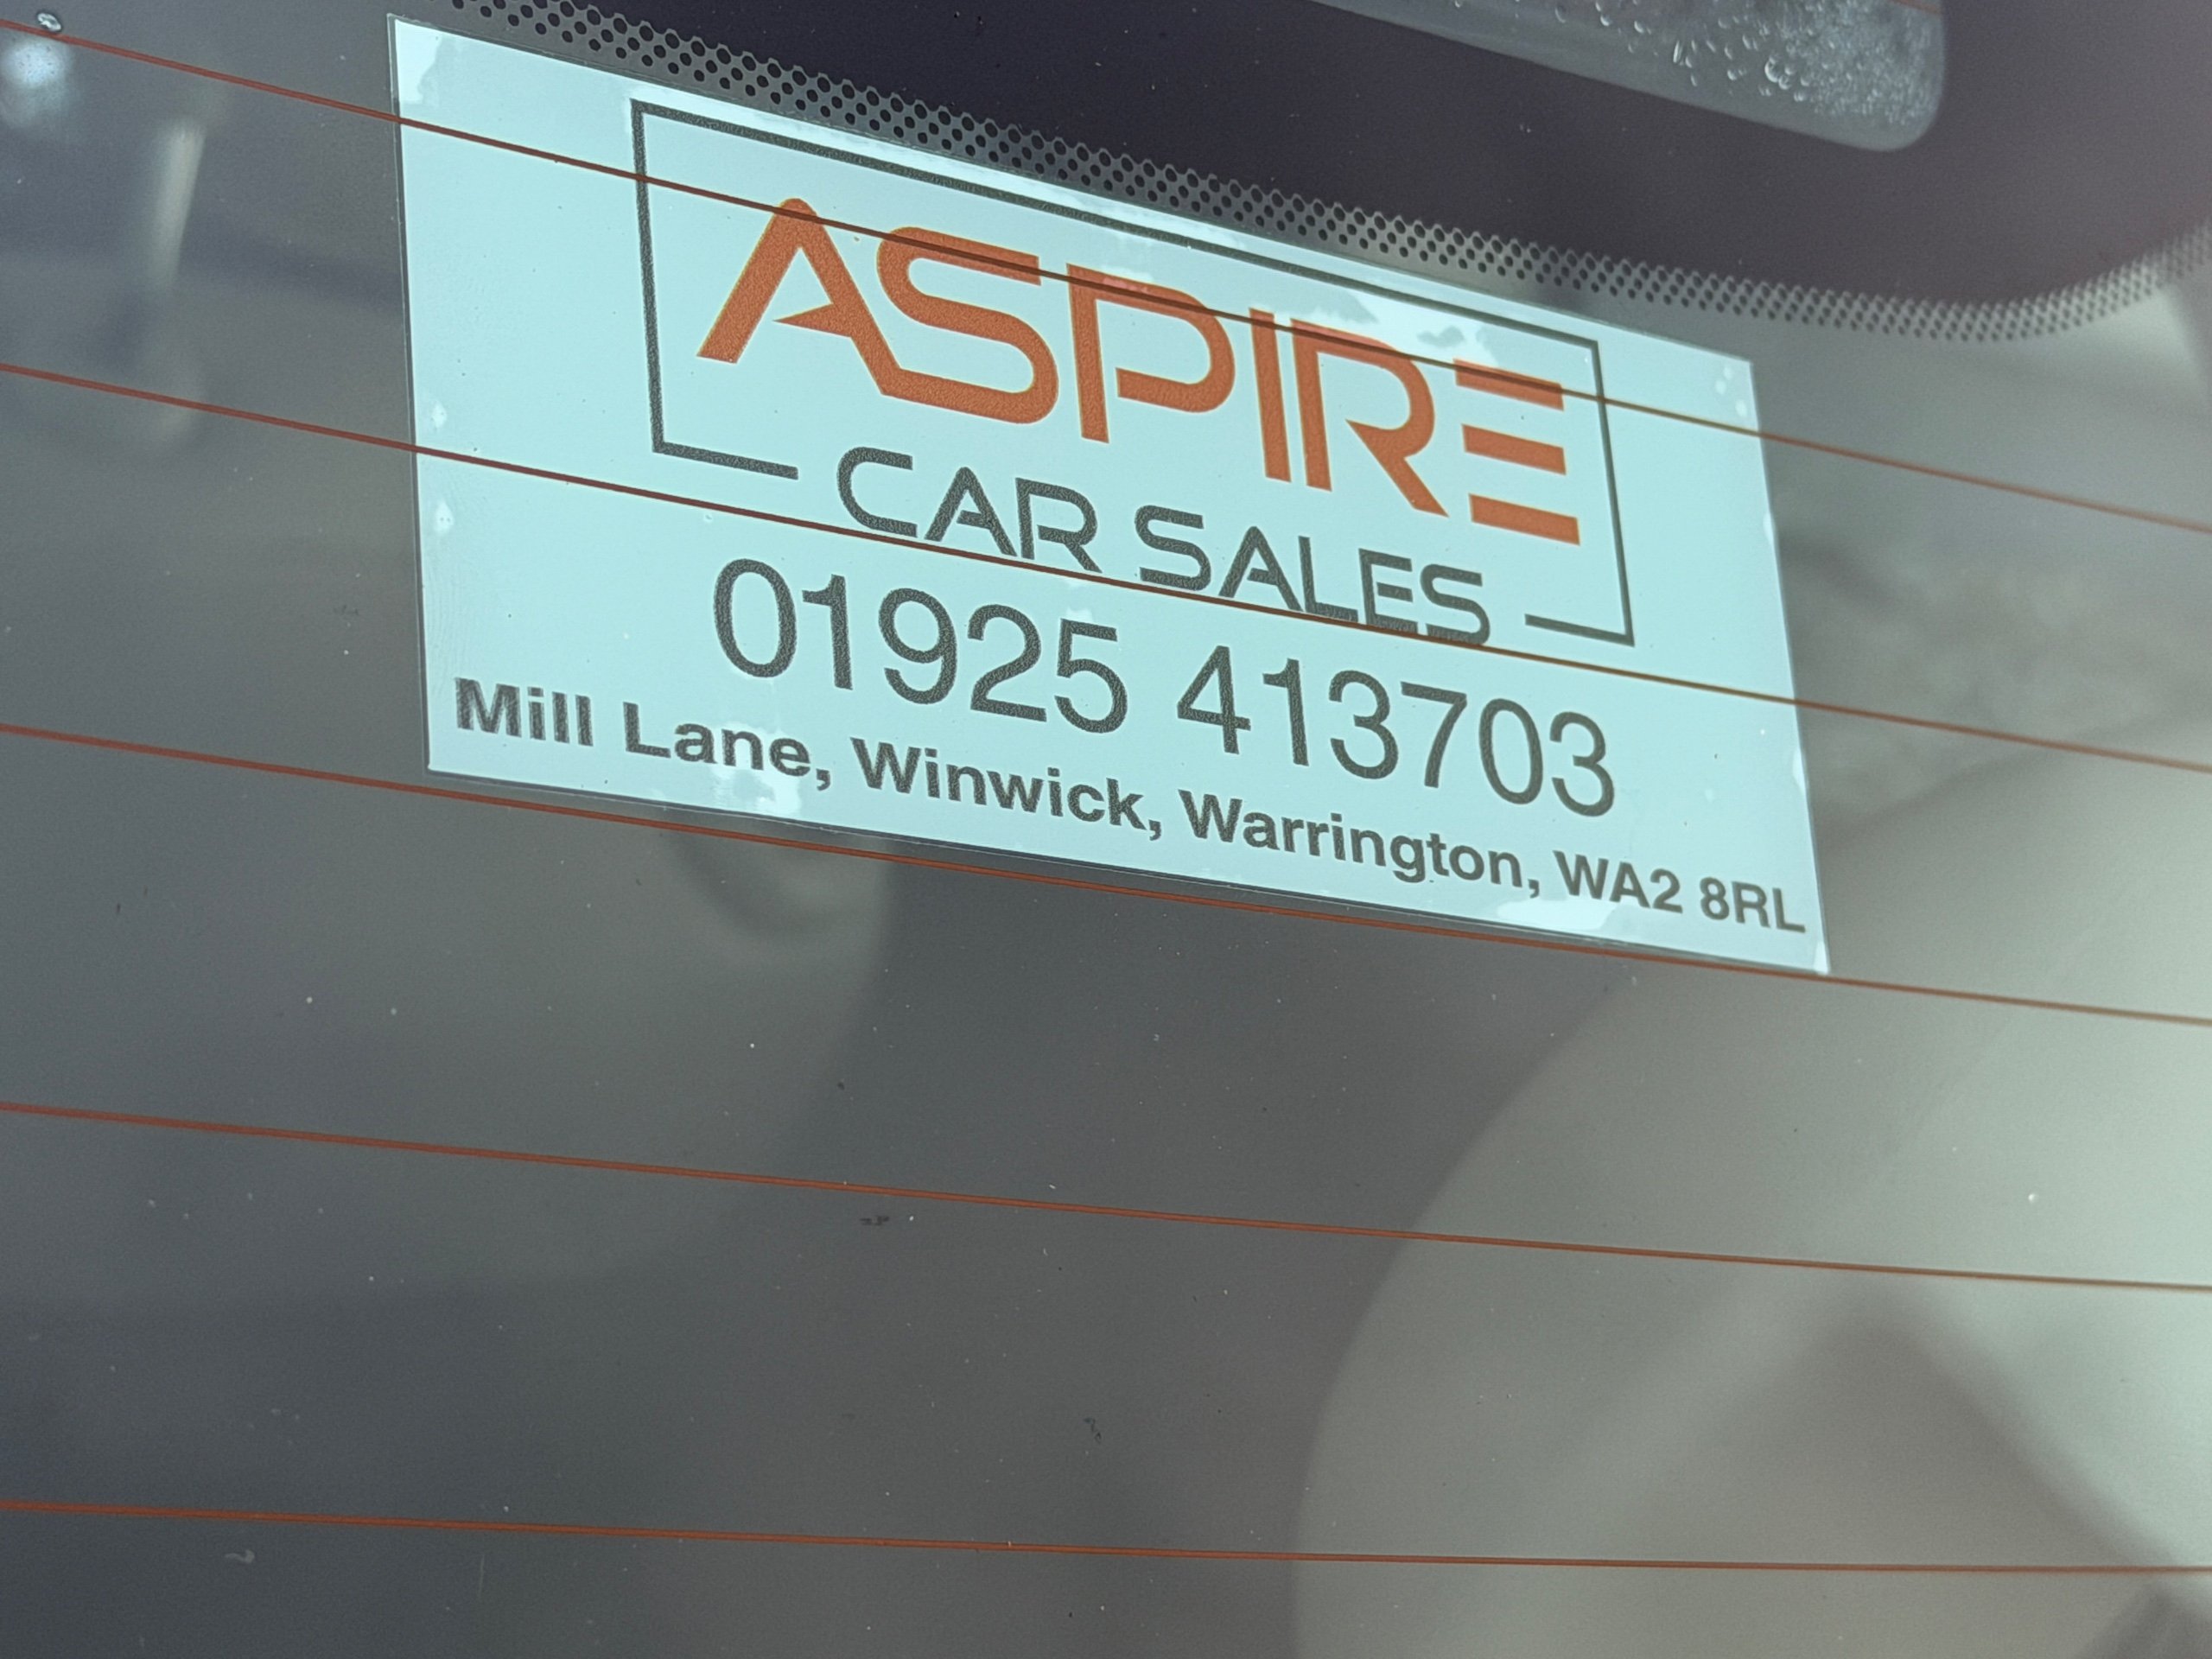 ASPIRE
CAR SALES
01925 413703
Mill Lane, Winwick, Warrington, WA2 8RL